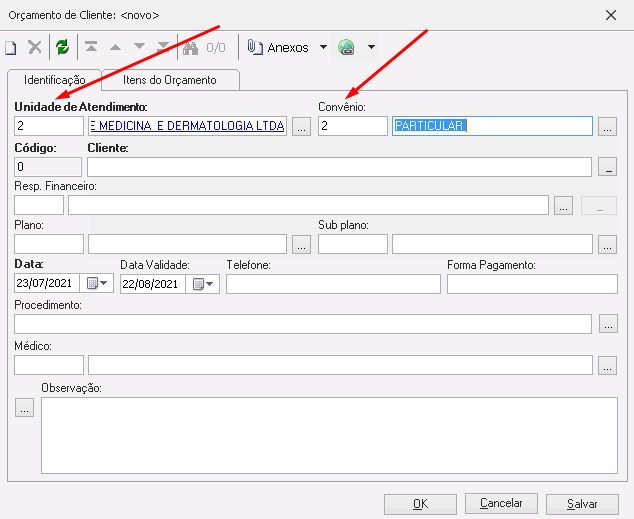 Orçamento de Cliente: <novo>
0/0 Anexos
Identificação Itens do Orçamento
Unidade de Atendimento: Convênio:
2 E MEDICINA E DERMATOLOGIA LTDA ... 2 PARTICULAR ...
Código: Cliente:
0 ...
Resp. Financeiro:
... ...
Plano: Sub plano:
... ...
Data: Data Validade: Telefone: Forma Pagamento:
23/07/2021 22/08/2021
Procedimento:
...
Médico:
...
Observação:
...
OK Cancelar Salvar